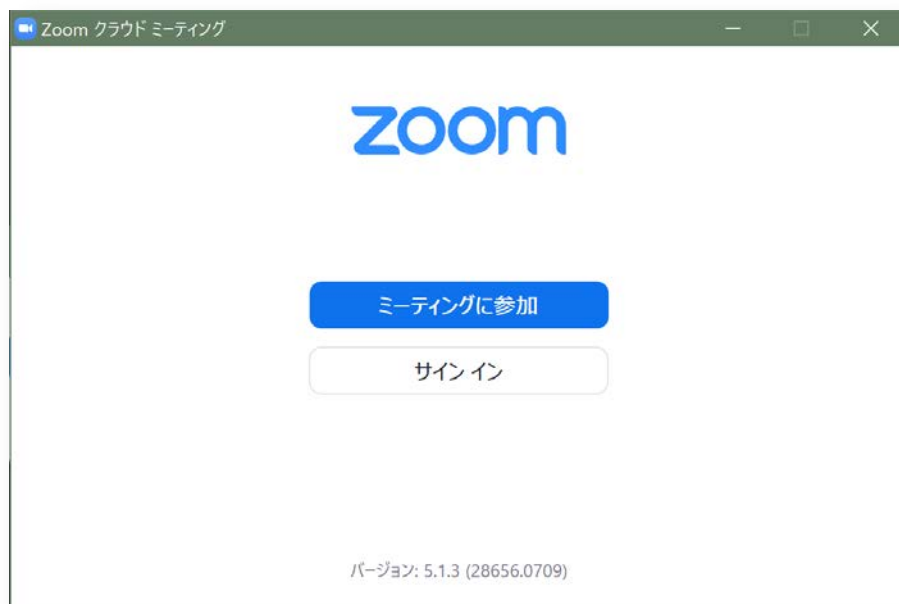 Zoom クラウド ミーティング
zoom
ミーティングに参加
サイン イン
バージョン: 5.1.3 (28656.0709)